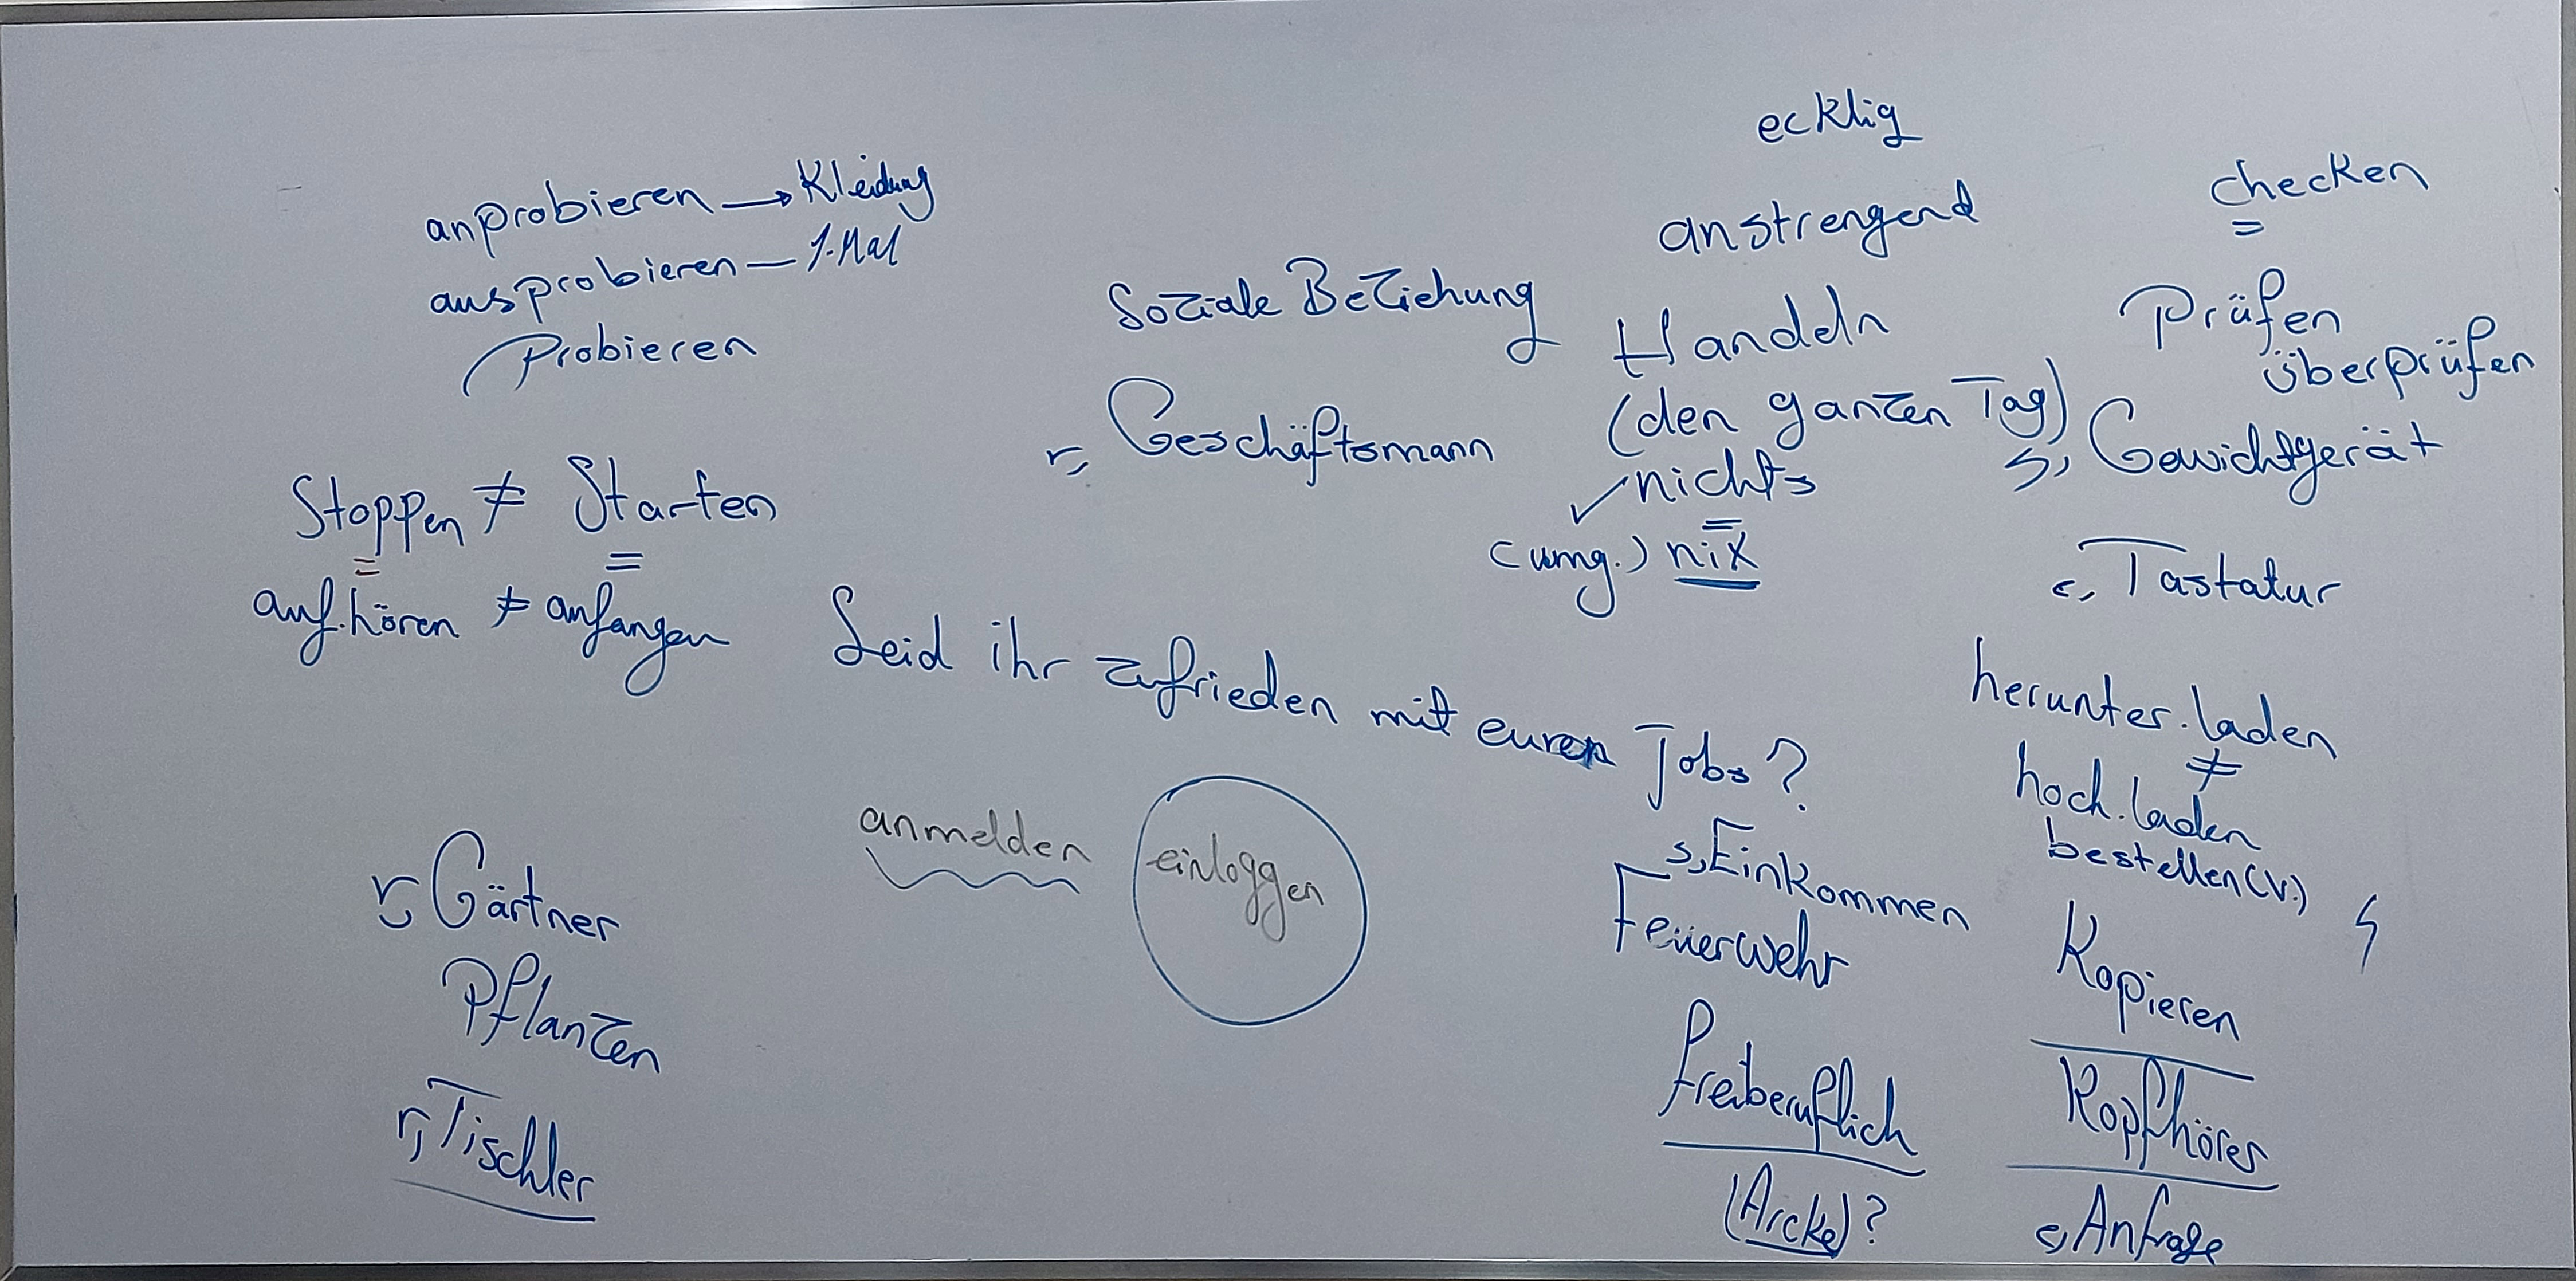 anprobieren → Kleidung
ausprobieren — 1. Mal
Probieren
Stoppen ≠ Starten
= =
auf.hören ≠ anfangen
r, Gärtner
Pflanzen
r, Tischler
Soziale Beziehung
r, Geschäftsmann
Seid ihr zufrieden mit euren Jobs?
anmelden
einloggen
ecklig
anstrengend
Handeln
(den ganzen Tag)
nichts
=
(umg.) nix
s, Einkommen
Feuerwehr
freiberuflich
(Arcke)?
checken
=
Prüfen
überprüfen
s, Gewichtgerät
e, Tastatur
herunter.laden
≠
hoch.laden
bestellen (V.)
Kopieren
Kopfhörer
e, Anfrage